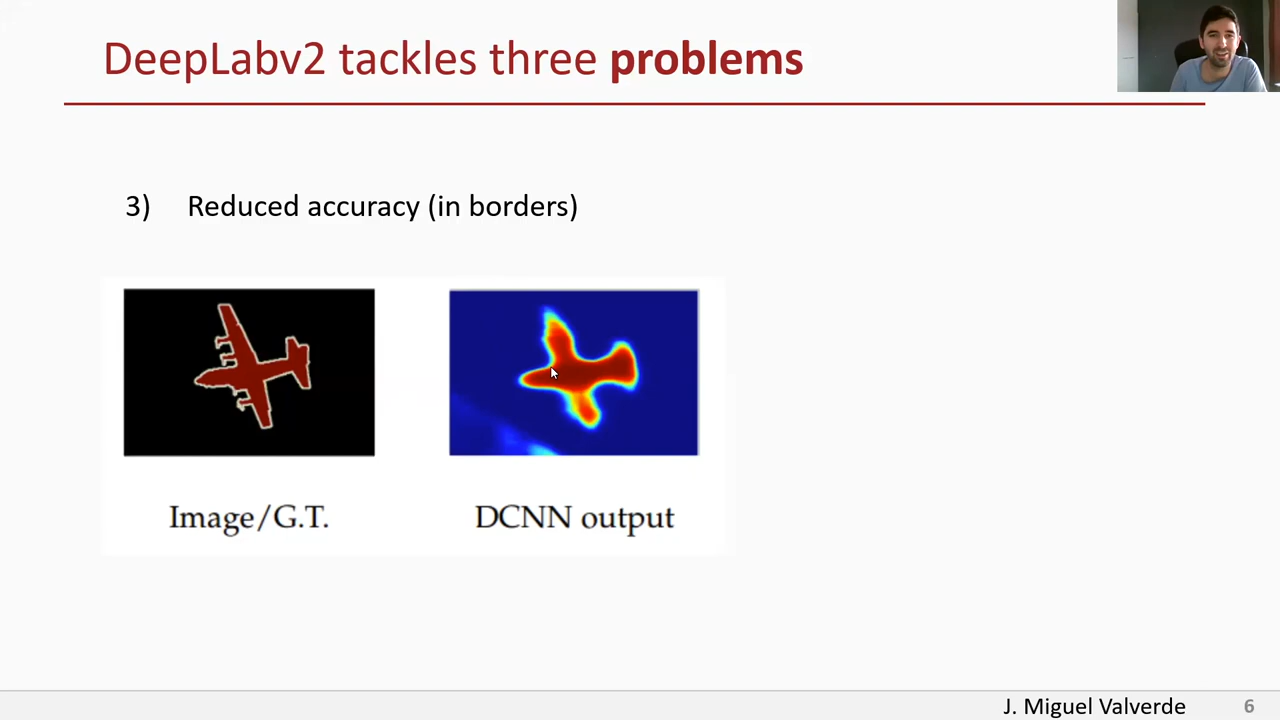 DeepLabv2 tackles three problems
3) Reduced accuracy (in borders)
Image/G.T.
DCNN output
J. Miguel Valverde
6